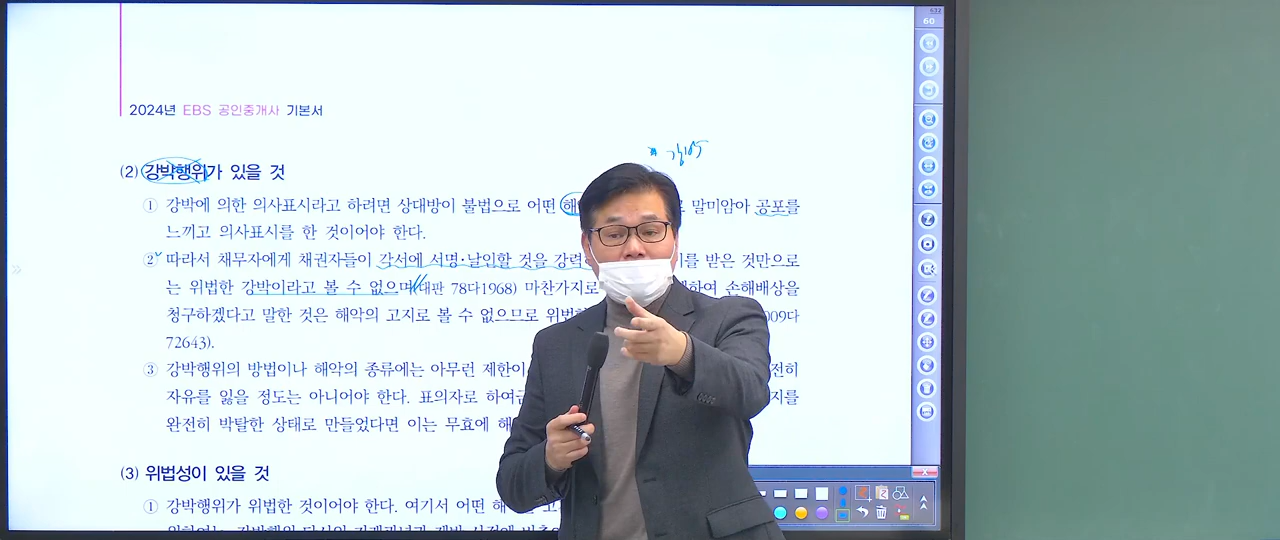 632
60
2024년 EBS 공인중개사 기본서
(2) 강박행위가 있을 것
① 강박에 의한 의사표시라고 하려면 상대방이 불법으로 어떤 해 말미암아 공포를
느끼고 의사표시를 한 것이어야 한다.
② 따라서 채무자에게 채권자들이 각서에 서명·날인할 것을 강력 를 받은 것만으로
는 위법한 강박이라고 볼 수 없으며(대판 78다1968) 마찬가지로 하여 손해배상을
청구하겠다고 말한 것은 해악의 고지로 볼 수 없으므로 위법 009다
72643).
③ 강박행위의 방법이나 해악의 종류에는 아무런 제한이 전히
자유를 잃을 정도는 아니어야 한다. 표의자로 하여금 지를
완전히 박탈한 상태로 만들었다면 이는 무효에 해
(3) 위법성이 있을 것
① 강박행위가 위법한 것이어야 한다. 여기서 어떤 해 고